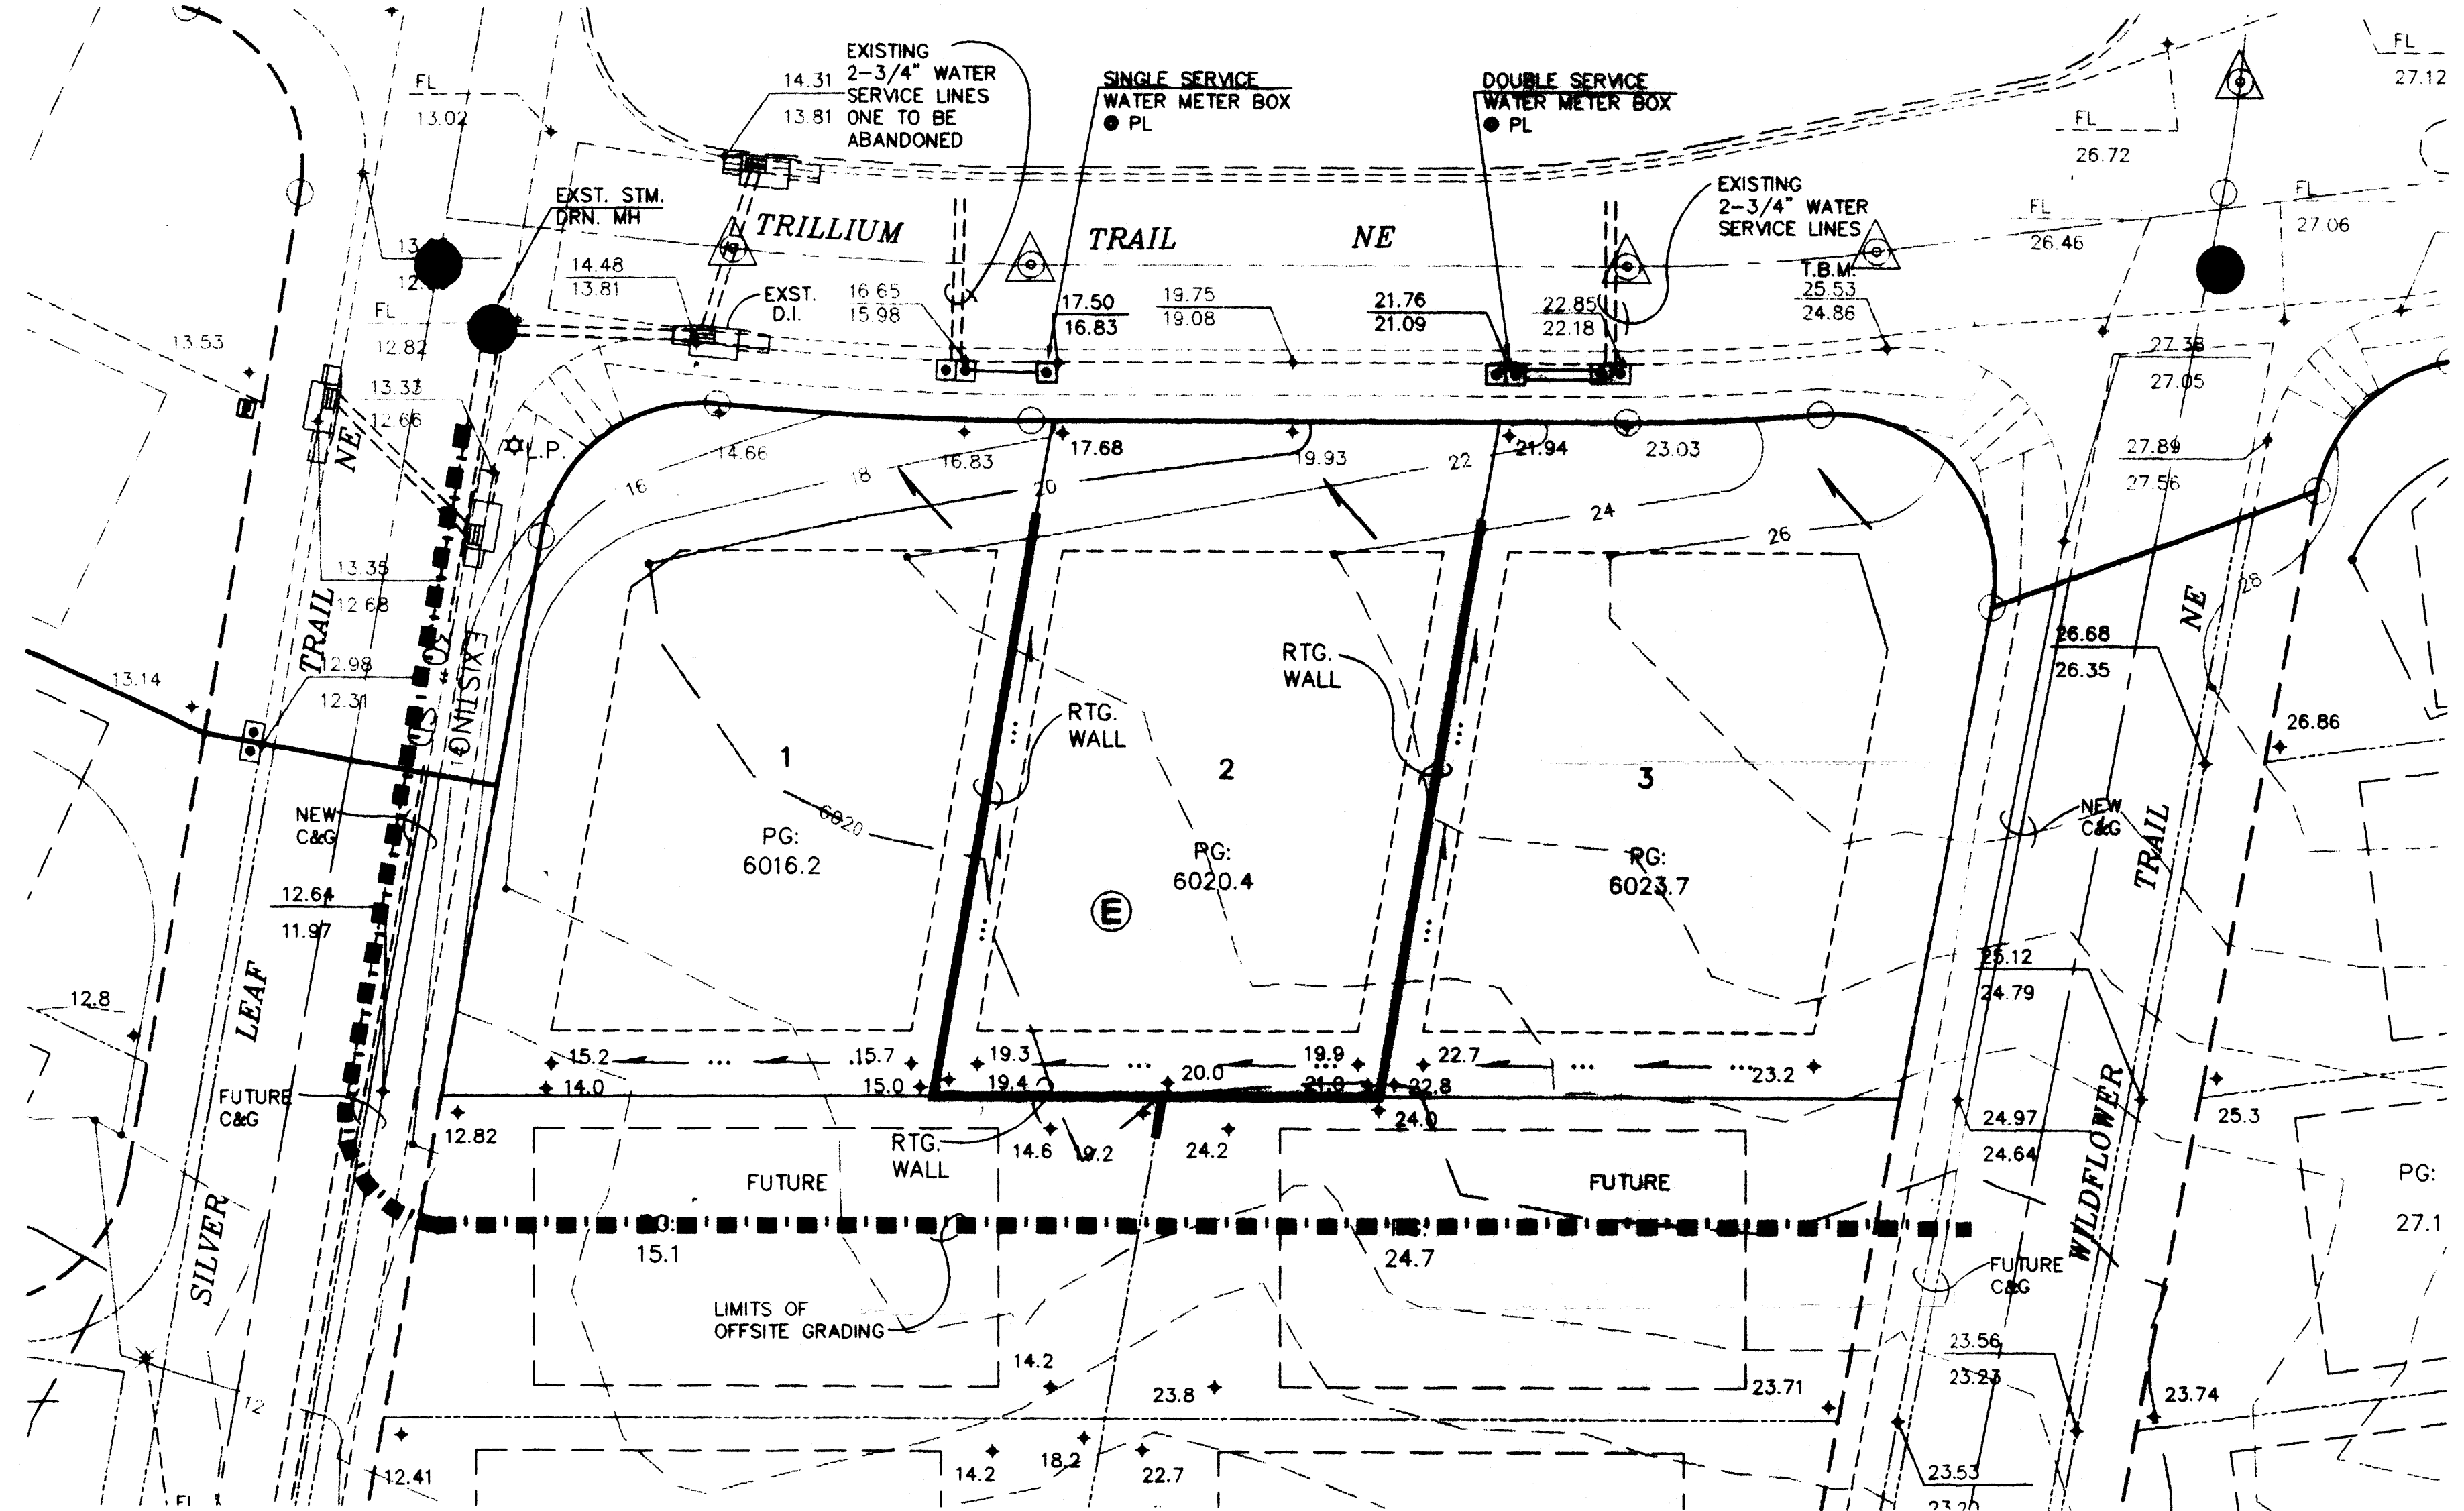 EXISTING
2-3/4" WATER
SERVICE LINES
ONE TO BE
ABANDONED
14.31
13.81
FL
13.02
SINGLE SERVICE
WATER METER BOX
PL
DOUBLE SERVICE
WATER METER BOX
PL
FL
27.12
FL
26.72
EXISTING
2-3/4" WATER
SERVICE LINES
FL
27.06
FL
26.46
EXST. STM.
DRN. MH
TRILLIUM TRAIL NE
14.48
13.81
EXST.
D.I.
16.65
15.98
17.50
16.83
19.75
19.08
21.76
21.09
22.85
22.18
T.B.M.
25.53
24.86
FL
12.82
13.53
13.33
12.66
27.38
27.05
27.89
27.56
L.P.
14.66
16.83
17.68
19.93
21.94
23.03
16
18
20
22
24
26
28
13.35
12.68
12.98
12.31
13.14
EXISTING
26.68
26.35
26.86
RTG.
WALL
RTG.
WALL
1
PG:
6016.2
6020
2
PG:
6020.4
3
PG:
6023.7
E
NEW
C&G
NEW
C&G
14
12.64
11.97
12.8
25.12
24.79
15.2
15.7
19.3
19.9
22.7
23.2
14.0
15.0
19.4
20.0
21.0
22.8
24.0
FUTURE
C&G
12.82
RTG.
WALL
14.6
19.2
24.2
24.97
24.64
25.3
FUTURE
FUTURE
PG:
27.1
15.1
24.7
LIMITS OF
OFFSITE GRADING
FUTURE
C&G
14.2
23.8
23.71
23.56
23.23
23.74
12
12.41
14.2
18.2
22.7
23.53
23.20
FL
SILVER LEAF TRAIL NE
WILDFLOWER TRAIL NE